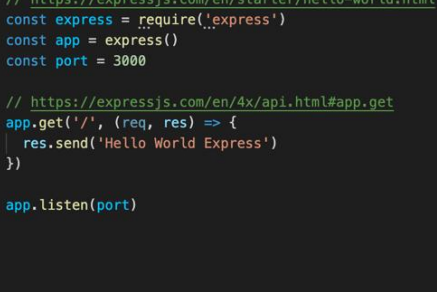 // https://expressjs.com/en/starter/hello-world.html
const express = require('express')
const app = express()
const port = 3000
// https://expressjs.com/en/4x/api.html#app.get
app.get('/', (req, res) => {
res.send('Hello World Express')
})
app.listen(port)